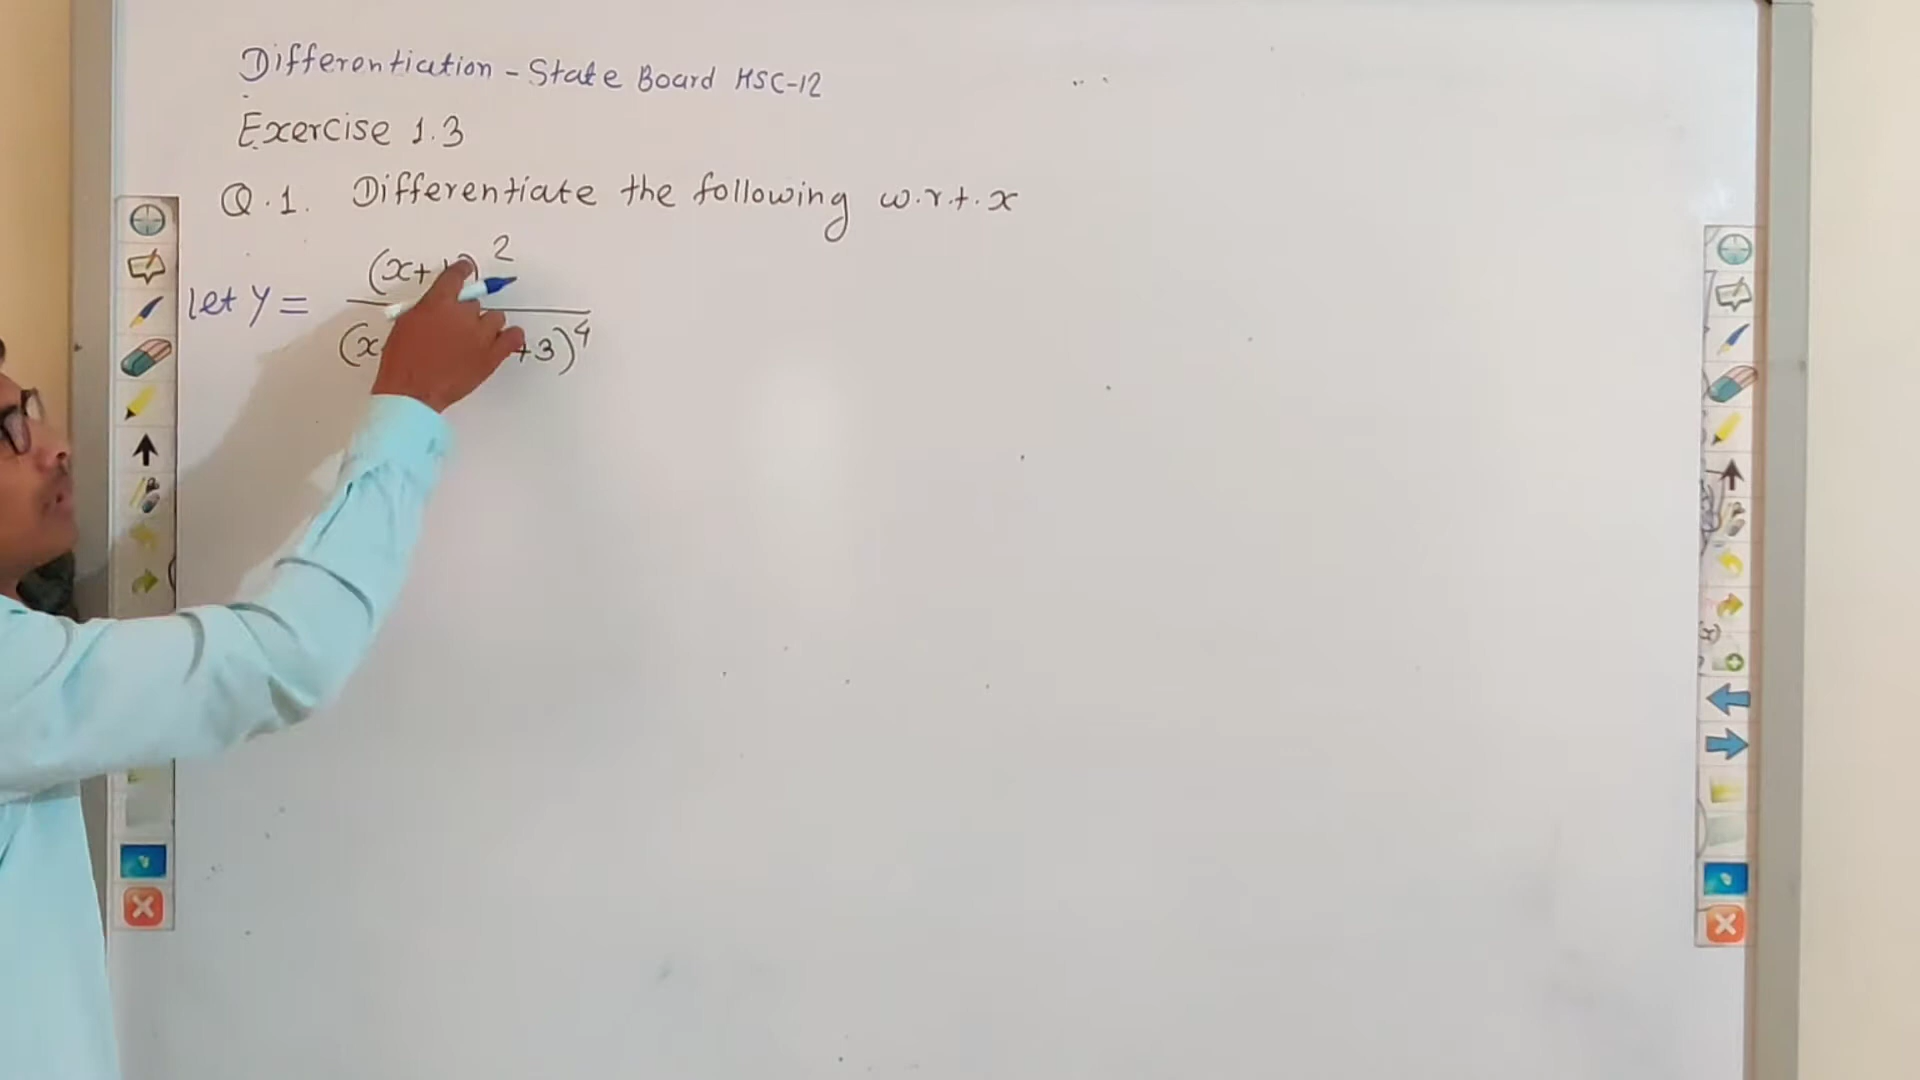 Differentiation - State Board HSC-12
Exercise 1.3
Q.1. Differentiate the following w.r.t. x
let y = (x+ )²
(x +3)⁴